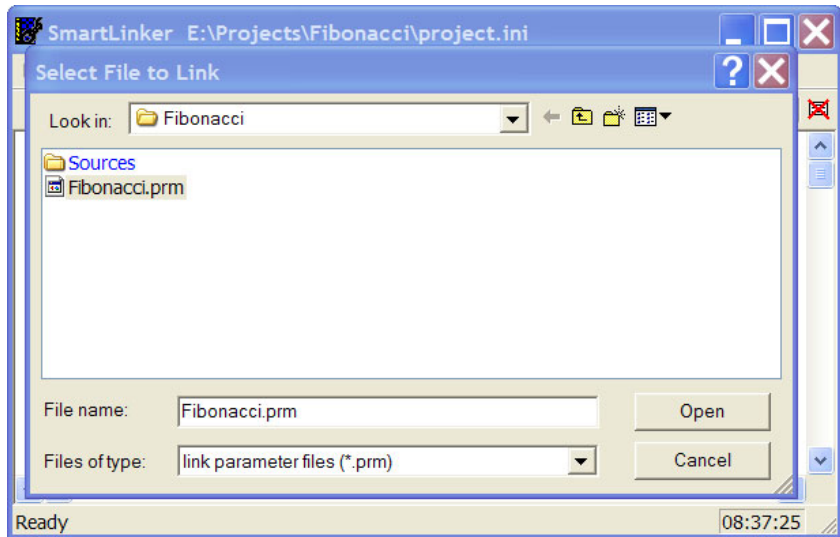 SmartLinker E:\Projects\Fibonacci\project.ini
Select File to Link
Look in: Fibonacci
Sources
Fibonacci.prm
File name: Fibonacci.prm Open
Files of type: link parameter files (*.prm) Cancel
Ready 08:37:25